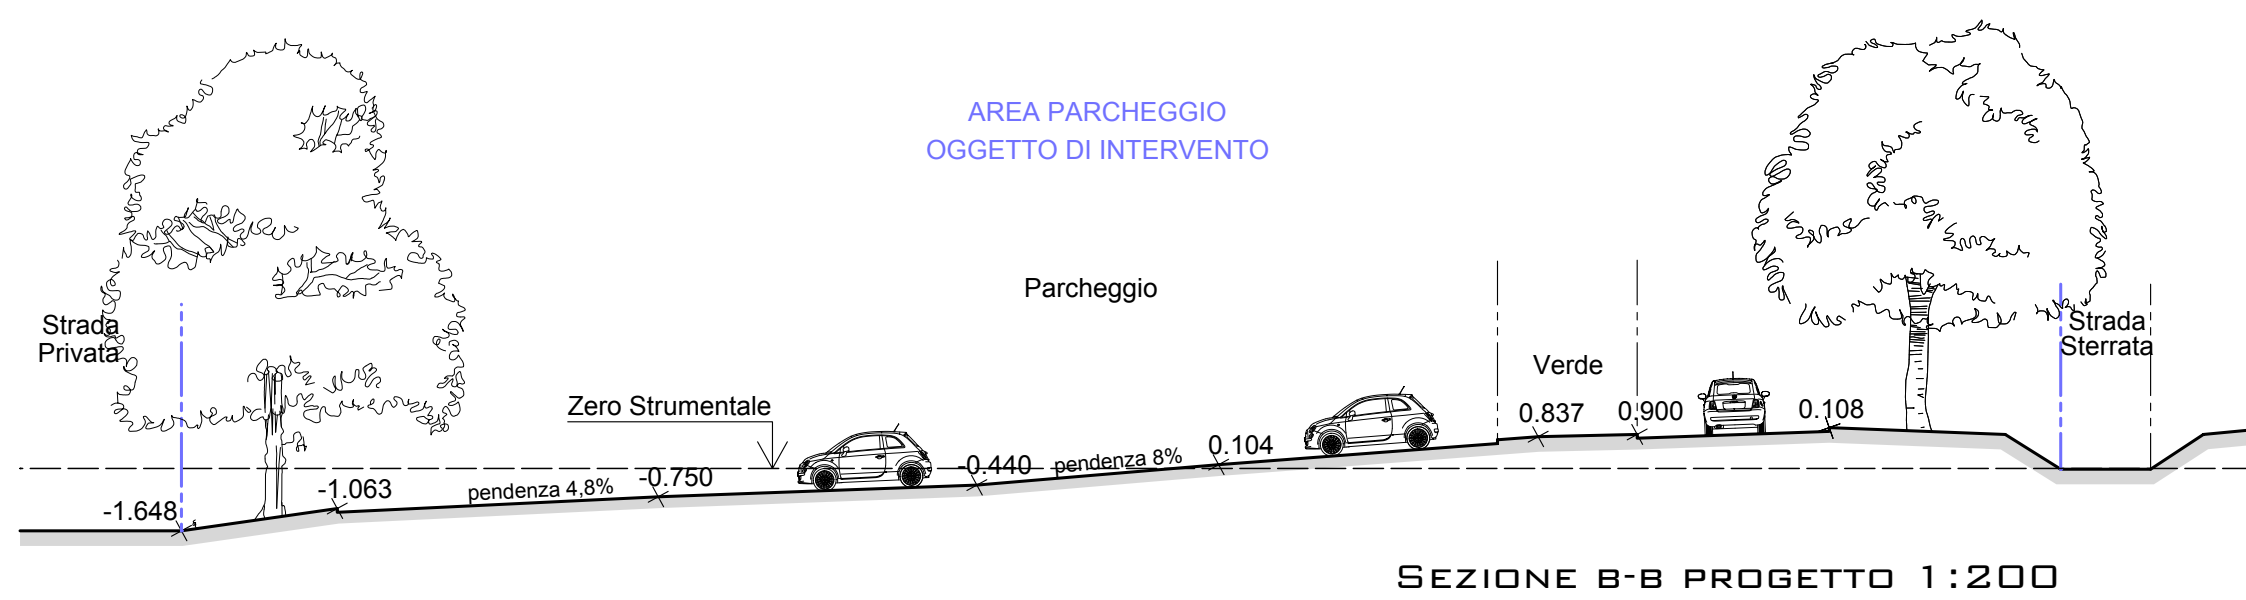 AREA PARCHEGGIO
OGGETTO DI INTERVENTO
Parcheggio
Strada
Privata
Strada
Sterrata
Verde
Zero Strumentale
0.837
0.900
0.108
0.104
pendenza 8%
-0.440
-0.750
pendenza 4,8%
-1.063
-1.648
SEZIONE B-B PROGETTO 1:200